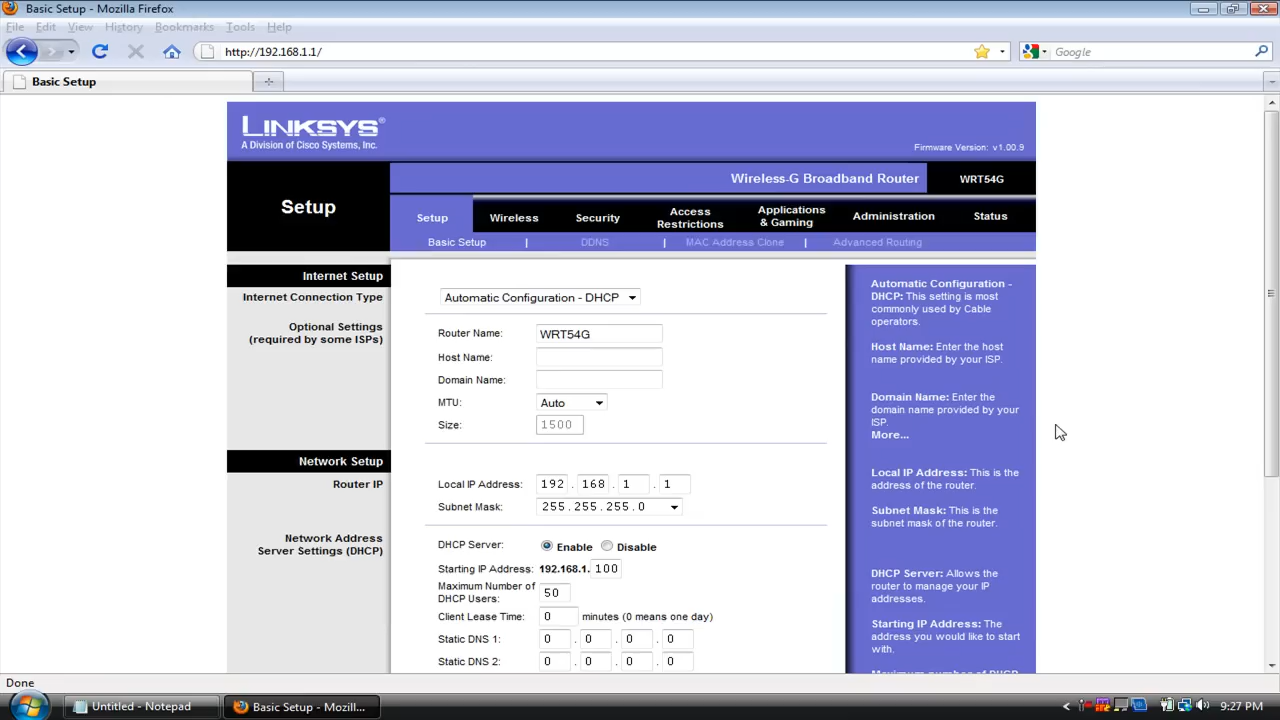 Basic Setup - Mozilla Firefox
File Edit View History Bookmarks Tools Help
http://192.168.1.1/
Google
Basic Setup
LINKSYS®
A Division of Cisco Systems, Inc.
Firmware Version: v1.00.9
Wireless-G Broadband Router WRT54G
Setup
Setup Wireless Security Access Restrictions Applications & Gaming Administration Status
Basic Setup | DDNS | MAC Address Clone | Advanced Routing
Internet Setup
Internet Connection Type
Automatic Configuration - DHCP
Optional Settings
(required by some ISPs)
Router Name: WRT54G
Host Name:
Domain Name:
MTU: Auto
Size: 1500
Network Setup
Router IP
Local IP Address: 192 . 168 . 1 . 1
Subnet Mask: 255.255.255.0
Network Address
Server Settings (DHCP)
DHCP Server: Enable Disable
Starting IP Address: 192.168.1. 100
Maximum Number of
DHCP Users: 50
Client Lease Time: 0 minutes (0 means one day)
Static DNS 1: 0 . 0 . 0 . 0
Static DNS 2: 0 . 0 . 0 . 0
Automatic Configuration -
DHCP: This setting is most
commonly used by Cable
operators.
Host Name: Enter the host
name provided by your ISP.
Domain Name: Enter the
domain name provided by your
ISP.
More...
Local IP Address: This is the
address of the router.
Subnet Mask: This is the
subnet mask of the router.
DHCP Server: Allows the
router to manage your IP
addresses.
Starting IP Address: The
address you would like to start
with.
Maximum number of DHCP
Done
Untitled - Notepad
Basic Setup - Mozill...
9:27 PM